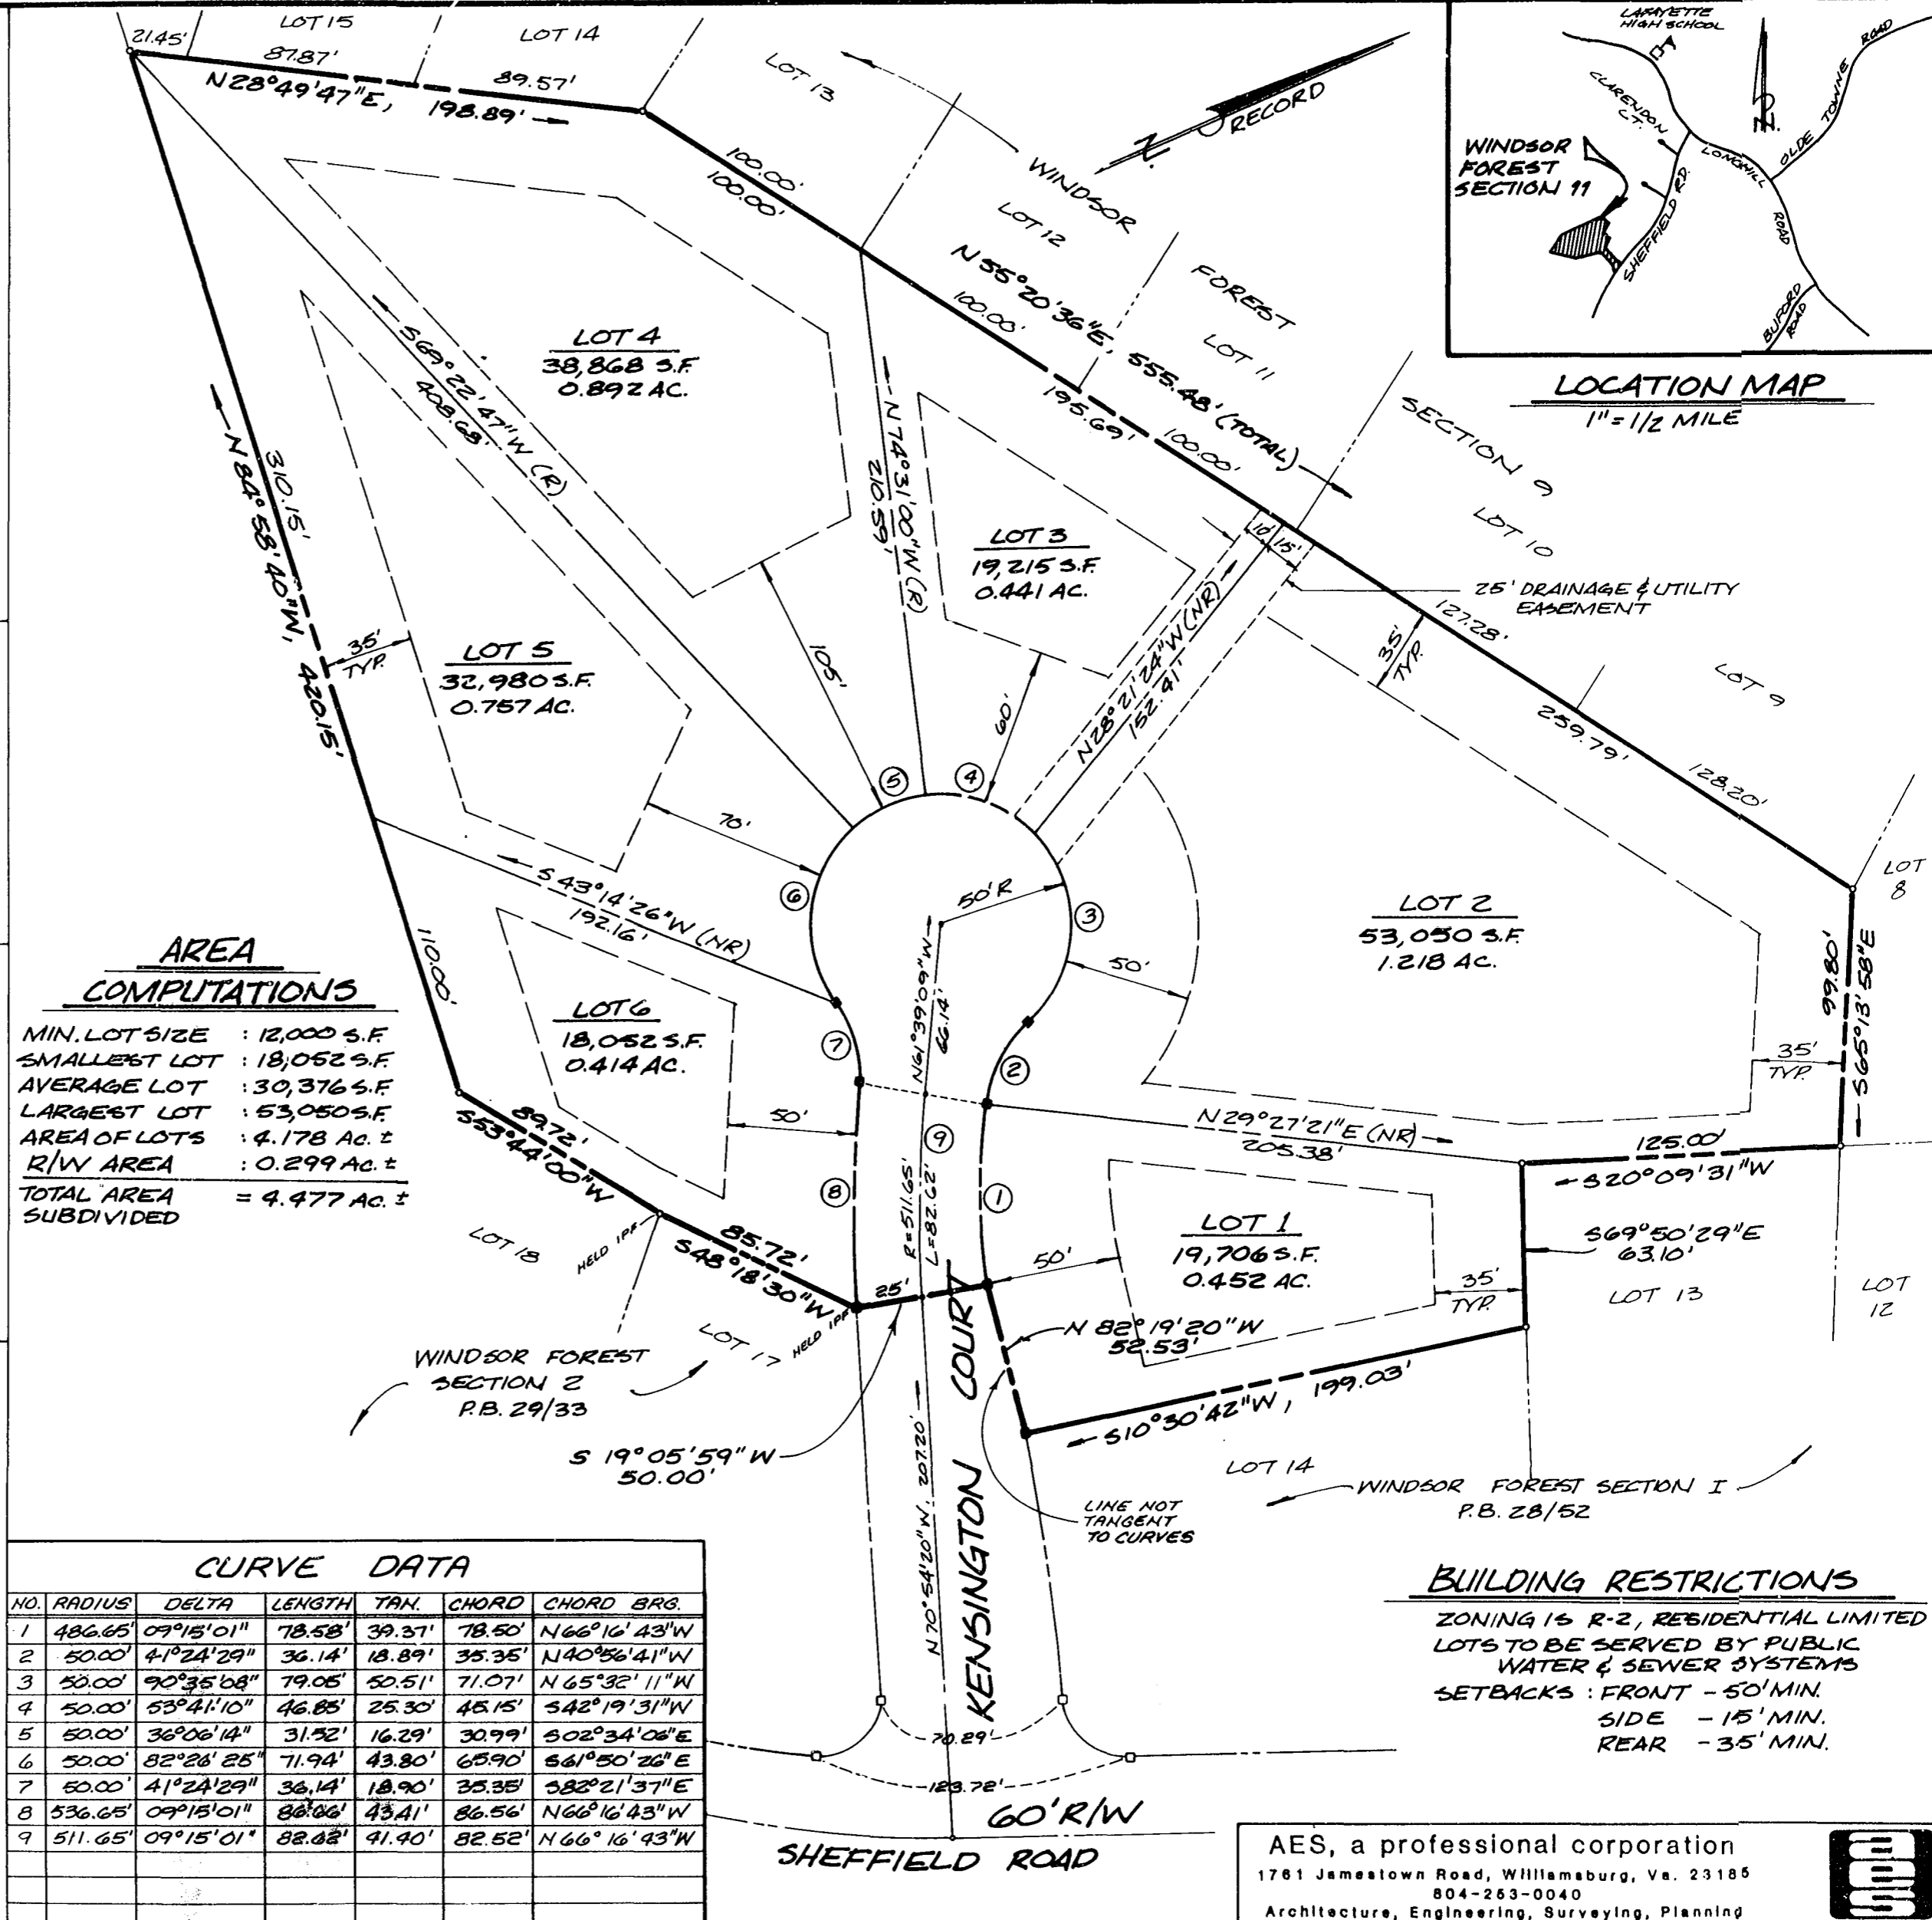 LOT 15
LOT 14
21.45'
87.87'
89.57'
N 28°49'47"E, 198.89'
LOT 13
100.00'
100.00'
WINDSOR
LOT 12
FOREST
LOT 11
SECTION 9
LOT 10
LOT 9
LOT
8
N 55°20'36"E, 555.48' (TOTAL)
100.00'
195.69'
100.00'
N.
RECORD
LAFAYETTE
HIGH SCHOOL
CLARENDON
CT.
N.
OLDE TOWNE ROAD
LONGHILL
ROAD
WINDSOR
FOREST
SECTION 11
SHEFFIELD RD.
BUFORD
ROAD
LOCATION MAP
1" = 1/2 MILE
LOT 4
38,868 S.F.
0.892 AC.
S69°22'47"W (R)
408.68'
N74°31'00"W (R)
210.59'
LOT 3
19,215 S.F.
0.441 AC.
10'
15'
25' DRAINAGE & UTILITY
EASEMENT
127.28'
35'
TYP.
259.79'
128.20'
N28°21'24"W (NR)
152.41'
310.15'
N 84°58'40"W, 420.15'
35'
TYP.
LOT 5
32,980 S.F.
0.757 AC.
105'
60'
70'
5
4
6
3
50'R
50'
S43°14'26"W (NR)
192.16'
110.00'
N61°39'09"W
66.14'
LOT 2
53,050 S.F.
1.218 AC.
99.80'
S65°13'58"E
35'
TYP.
AREA
COMPUTATIONS
MIN. LOT SIZE : 12,000 S.F.
SMALLEST LOT : 18,052 S.F.
AVERAGE LOT : 30,376 S.F.
LARGEST LOT : 53,050 S.F.
AREA OF LOTS : 4.178 Ac. ±
R/W AREA : 0.299 Ac. ±
TOTAL AREA = 4.477 AC. ±
SUBDIVIDED
LOT 6
18,052 S.F.
0.414 AC.
7
2
50'
9
8
1
R=511.65'
L=82.62'
N29°27'21"E (NR)
205.38'
125.00'
S20°09'31"W
89.72'
S53°44'00"W
LOT 18
HELD IPF
85.72'
S48°18'30"W
LOT 17
HELD IPF
25'
50'
LOT 1
19,706 S.F.
0.452 AC.
35'
TYP.
S69°50'29"E
63.10'
LOT 13
LOT
12
N 82°19'20"W
52.53'
S10°30'42"W, 199.03'
WINDSOR FOREST
SECTION 2
P.B. 29/33
S 19°05'59" W
50.00'
N70°54'20"W, 207.20'
KENSINGTON COURT
LINE NOT
TANGENT
TO CURVES
LOT 14
WINDSOR FOREST SECTION I
P.B. 28/52
CURVE DATA
NO. RADIUS DELTA LENGTH TAN. CHORD CHORD BRG.
1 486.65' 09°15'01" 78.58' 39.37' 78.50' N66°16'43"W
2 50.00' 41°24'29" 36.14' 18.89' 35.35' N40°56'41"W
3 50.00' 90°35'08" 79.05' 50.51' 71.07' N65°32'11"W
4 50.00' 53°41'10" 46.85' 25.30' 45.15' S42°19'31"W
5 50.00' 36°06'14" 31.52' 16.29' 30.99' S02°34'06"E
6 50.00' 82°26'25" 71.94' 43.80' 65.90' S61°50'26"E
7 50.00' 41°24'29" 36.14' 18.90' 35.35' S82°21'37"E
8 536.65' 09°15'01" 43.41' 86.56' N66°16'43"W
9 511.65' 09°15'01" 41.40' 82.52' N66°16'43"W
70.29'
123.72'
60' R/W
SHEFFIELD ROAD
BUILDING RESTRICTIONS
ZONING IS R-2, RESIDENTIAL LIMITED
LOTS TO BE SERVED BY PUBLIC
WATER & SEWER SYSTEMS
SETBACKS : FRONT - 50' MIN.
SIDE - 15' MIN.
REAR - 35' MIN.
AES, a professional corporation
1761 Jamestown Road, Williamsburg, Va. 23185
804-253-0040
Architecture, Engineering, Surveying, Planning